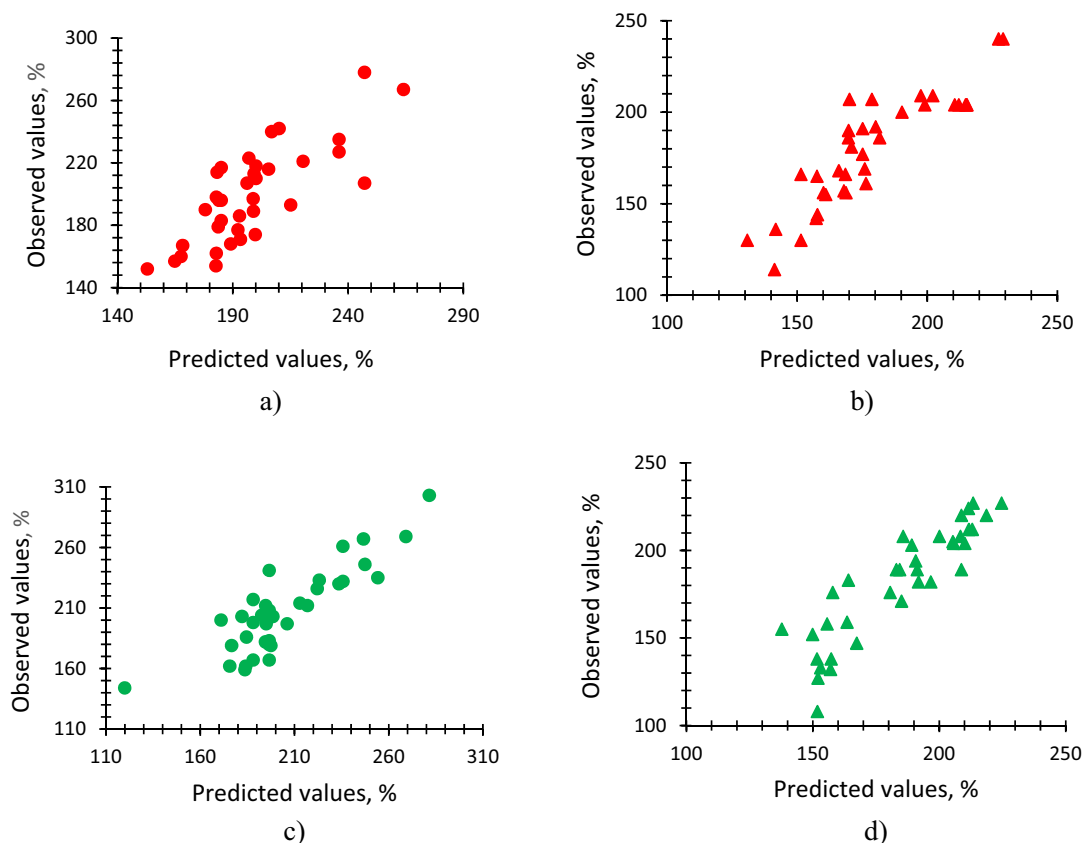 Observed values, %
300
260
220
180
140
140 190 240 290
Predicted values, %
a)
Observed values, %
250
200
150
100
100 150 200 250
Predicted values, %
b)
Observed values, %
310
260
210
160
110
110 160 210 260 310
Predicted values, %
c)
Observed values, %
250
200
150
100
100 150 200 250
Predicted values, %
d)